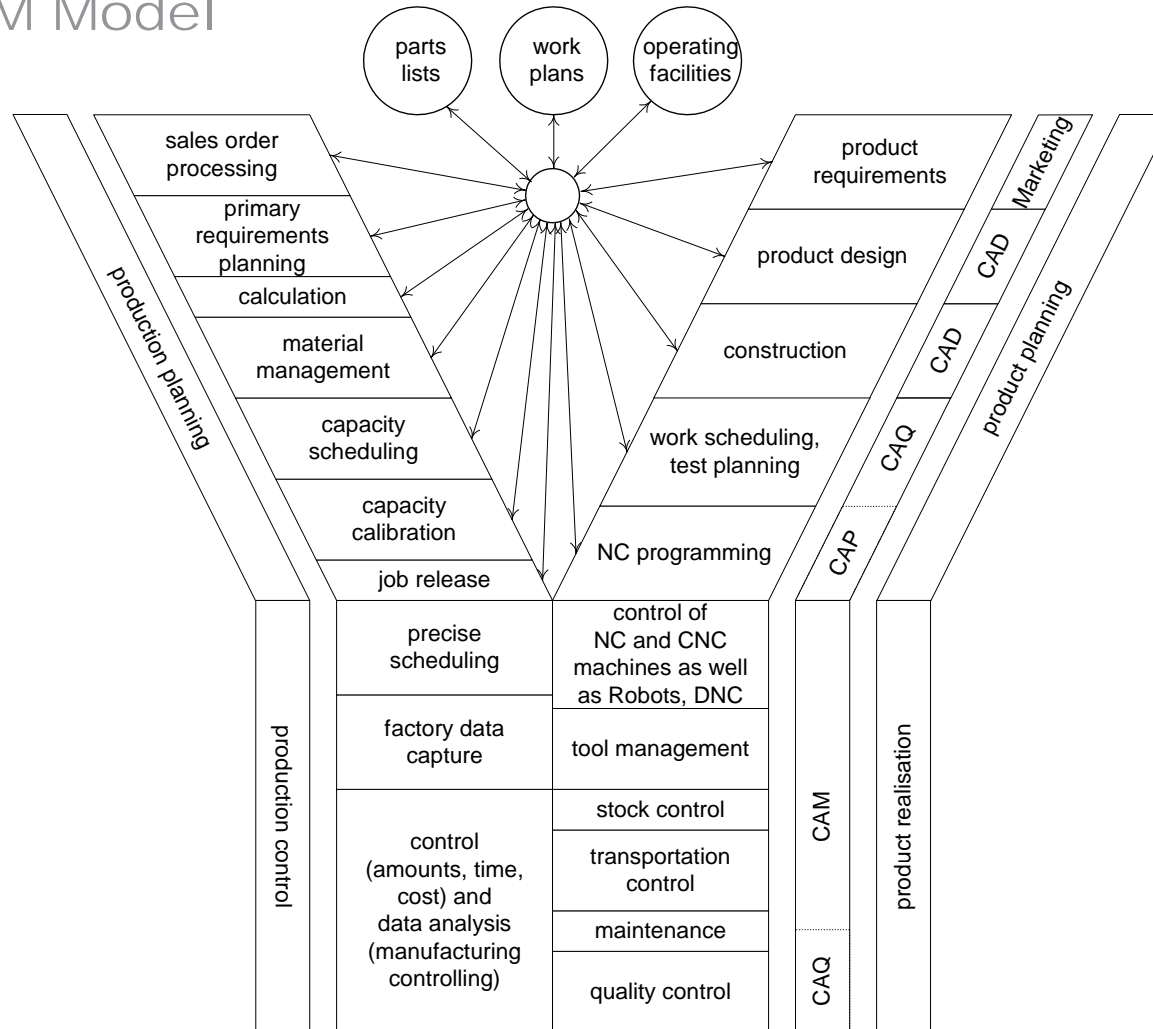 M Model
parts
lists
work
plans
operating
facilities
sales order
processing
primary
requirements
planning
calculation
material
management
capacity
scheduling
capacity
calibration
job release
production planning
product
requirements
product design
construction
work scheduling,
test planning
NC programming
Marketing
CAD
CAD
CAQ
CAP
product planning
production control
precise
scheduling
factory data
capture
control
(amounts, time,
cost) and
data analysis
(manufacturing
controlling)
control of
NC and CNC
machines as well
as Robots, DNC
tool management
stock control
transportation
control
maintenance
quality control
CAM
CAQ
product realisation